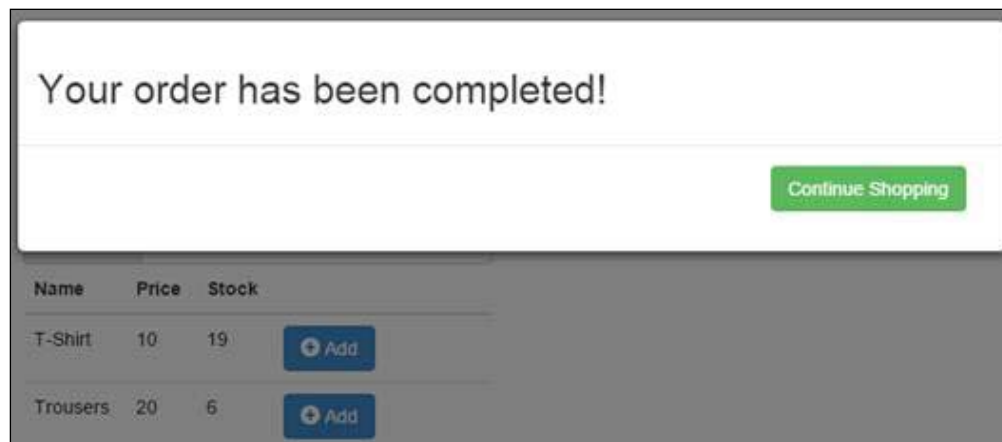 Your order has been completed!
Continue Shopping
Name Price Stock
T-Shirt 10 19 Add
Trousers 20 6 Add